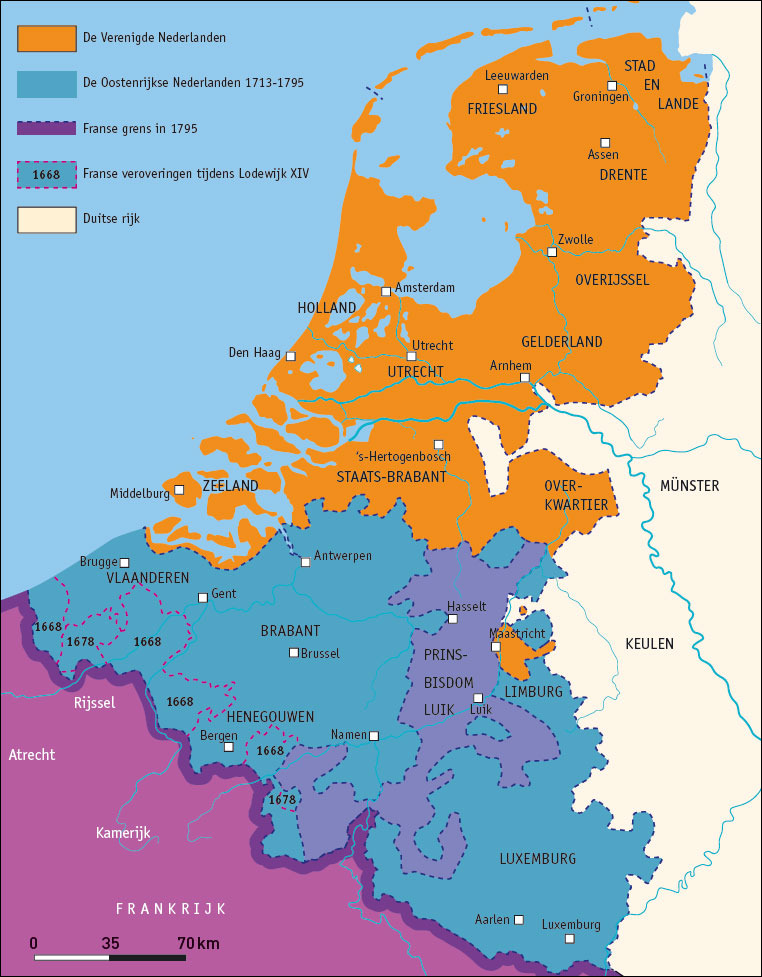 De Verenigde Nederlanden
De Oostenrijkse Nederlanden 1713-1795
Franse grens in 1795
1668 Franse veroveringen tijdens Lodewijk XIV
Duitse rijk
Leeuwarden
FRIESLAND
STAD
EN
LANDE
Groningen
Assen
DRENTE
Zwolle
OVERIJSSEL
Amsterdam
HOLLAND
Den Haag
Utrecht
UTRECHT
GELDERLAND
Arnhem
's-Hertogenbosch
STAATS-BRABANT
ZEELAND
Middelburg
OVER-
KWARTIER
MÜNSTER
Brugge
VLAANDEREN
Antwerpen
Gent
Hasselt
1668
1678
1668
BRABANT
Brussel
Maastricht
KEULEN
PRINS-
BISDOM
LUIK
Luik
LIMBURG
Rijssel
1668
HENEGOUWEN
Bergen
1668
Namen
Atrecht
1678
Kamerijk
LUXEMBURG
FRANKRIJK
Aarlen
Luxemburg
0 35 70 km